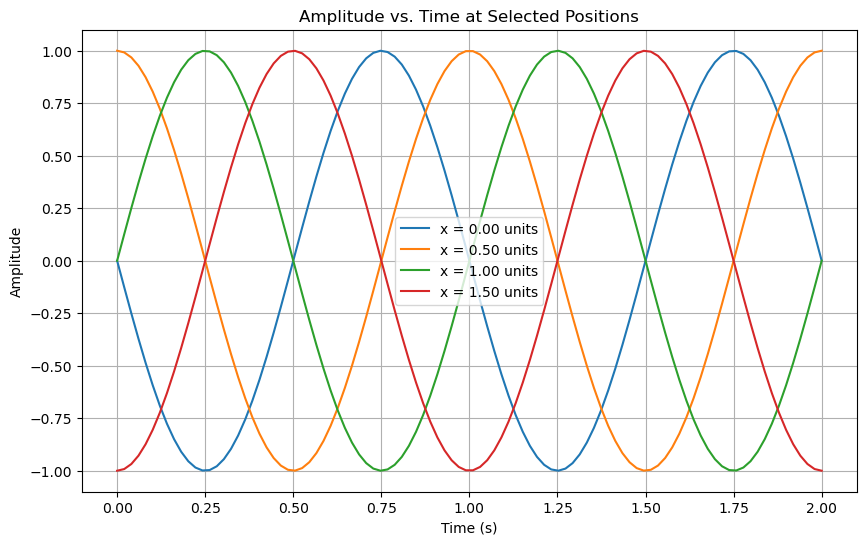 Amplitude vs. Time at Selected Positions
1.00
0.75
0.50
0.25
0.00
−0.25
−0.50
−0.75
−1.00
Amplitude
x = 0.00 units
x = 0.50 units
x = 1.00 units
x = 1.50 units
0.00 0.25 0.50 0.75 1.00 1.25 1.50 1.75 2.00
Time (s)